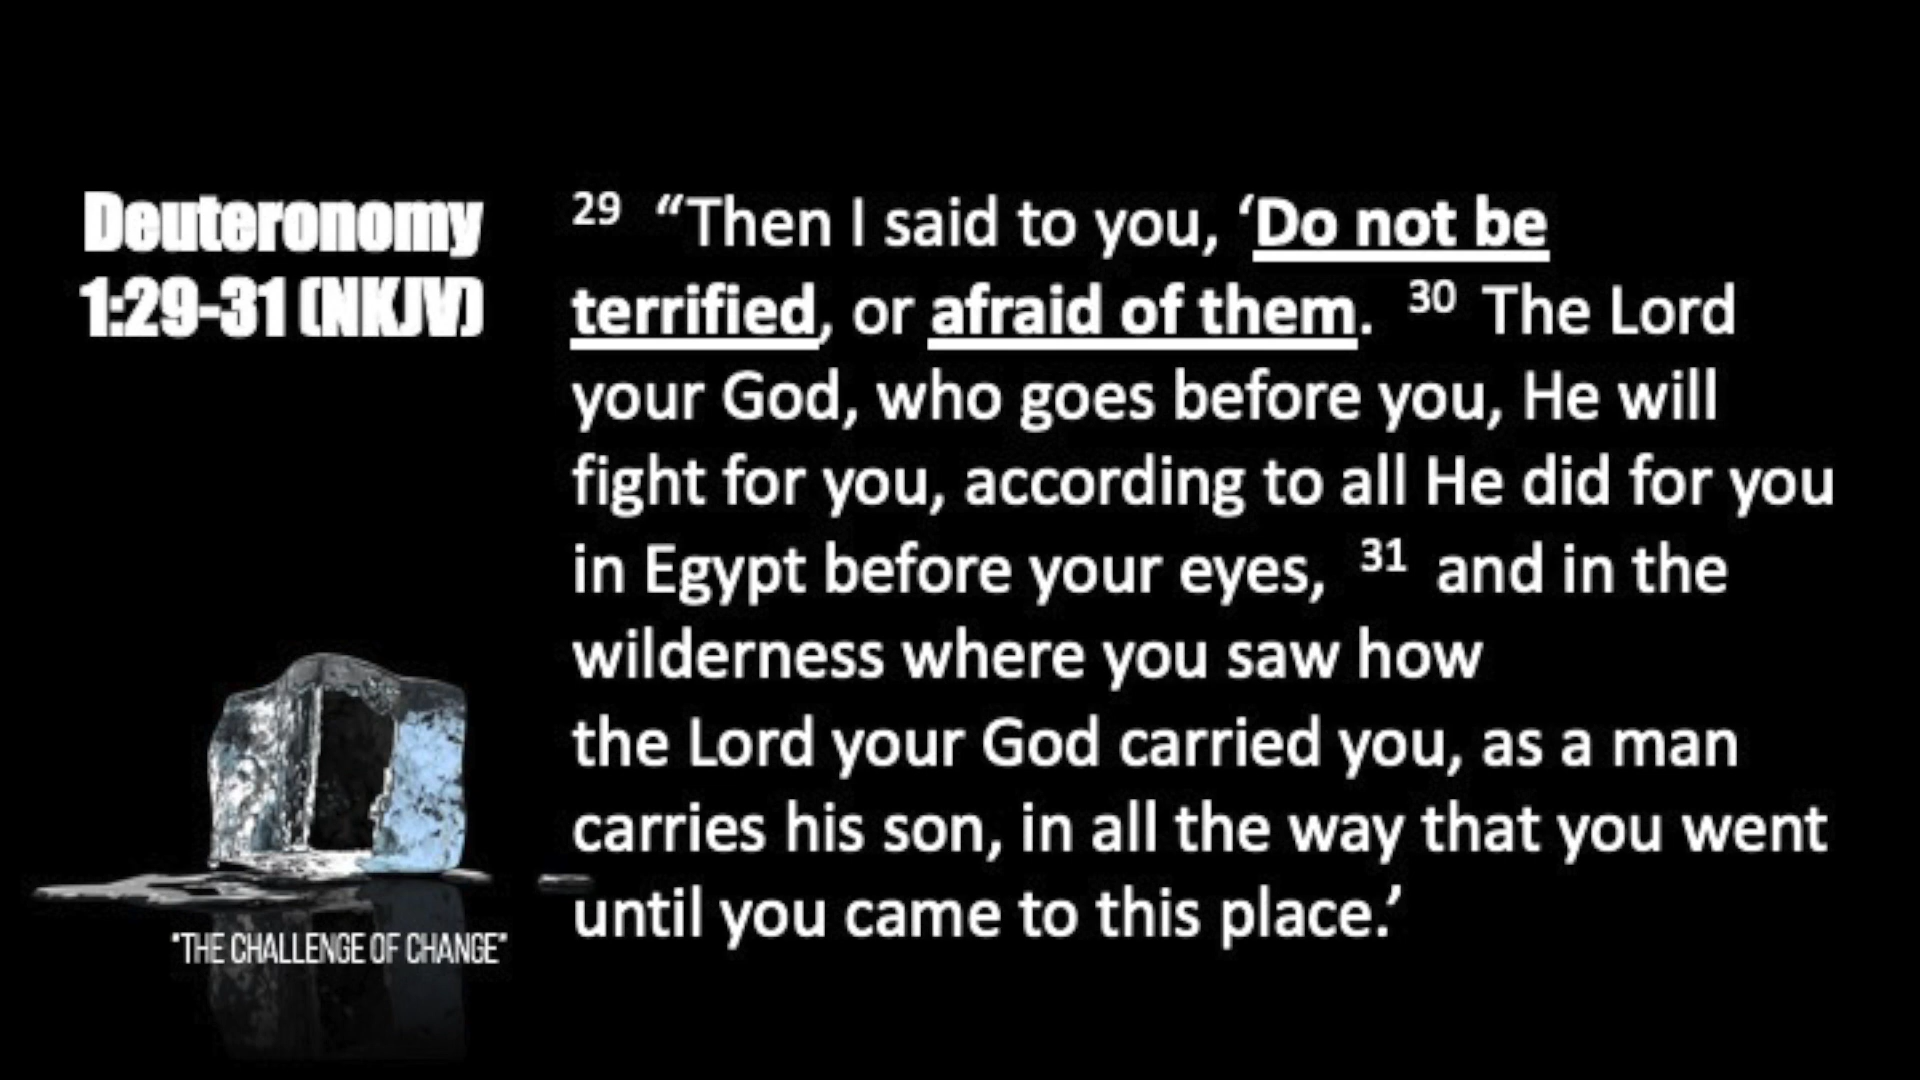 Deuteronomy
1:29-31 (NKJV)
29 “Then I said to you, ‘Do not be
terrified, or afraid of them. 30 The Lord
your God, who goes before you, He will
fight for you, according to all He did for you
in Egypt before your eyes, 31 and in the
wilderness where you saw how
the Lord your God carried you, as a man
carries his son, in all the way that you went
until you came to this place.’
"THE CHALLENGE OF CHANGE"